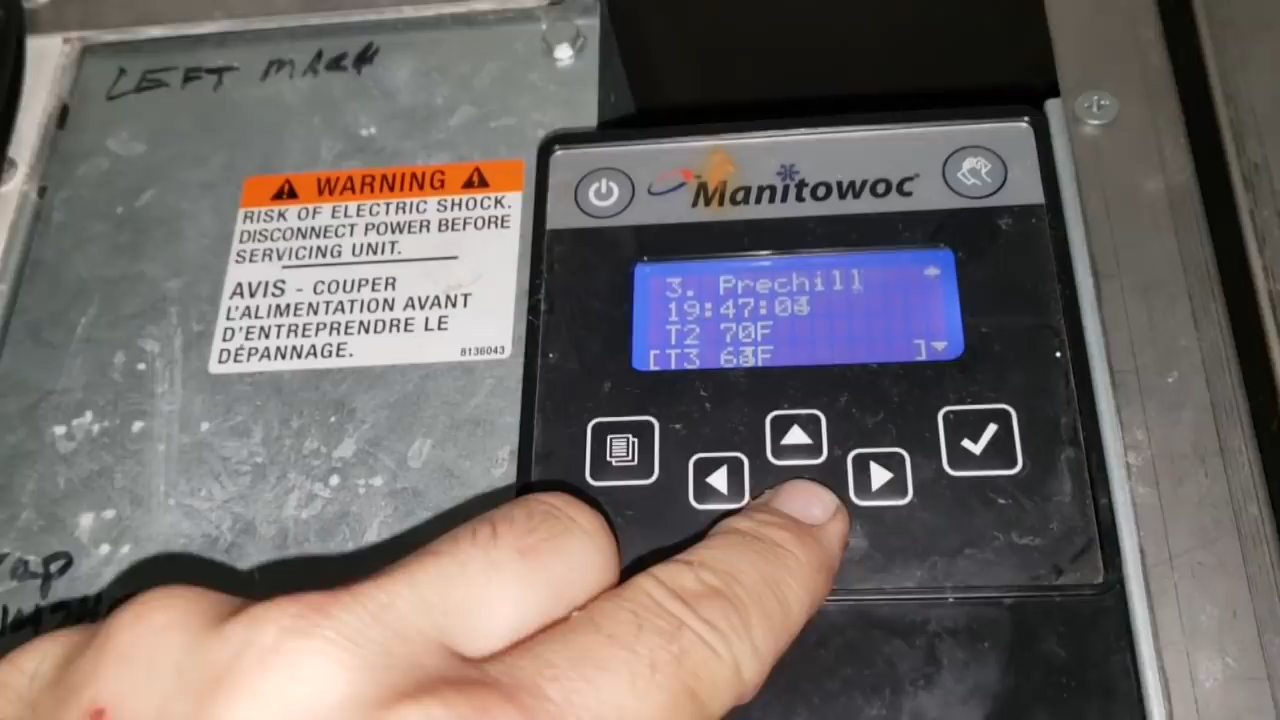 LEFT MACH
WARNING
RISK OF ELECTRIC SHOCK.
DISCONNECT POWER BEFORE
SERVICING UNIT.
AVIS - COUPER
L'ALIMENTATION AVANT
D'ENTREPRENDRE LE
DÉPANNAGE.
8136043
Manitowoc
3. Prechill
T2 70F
[T3 ]